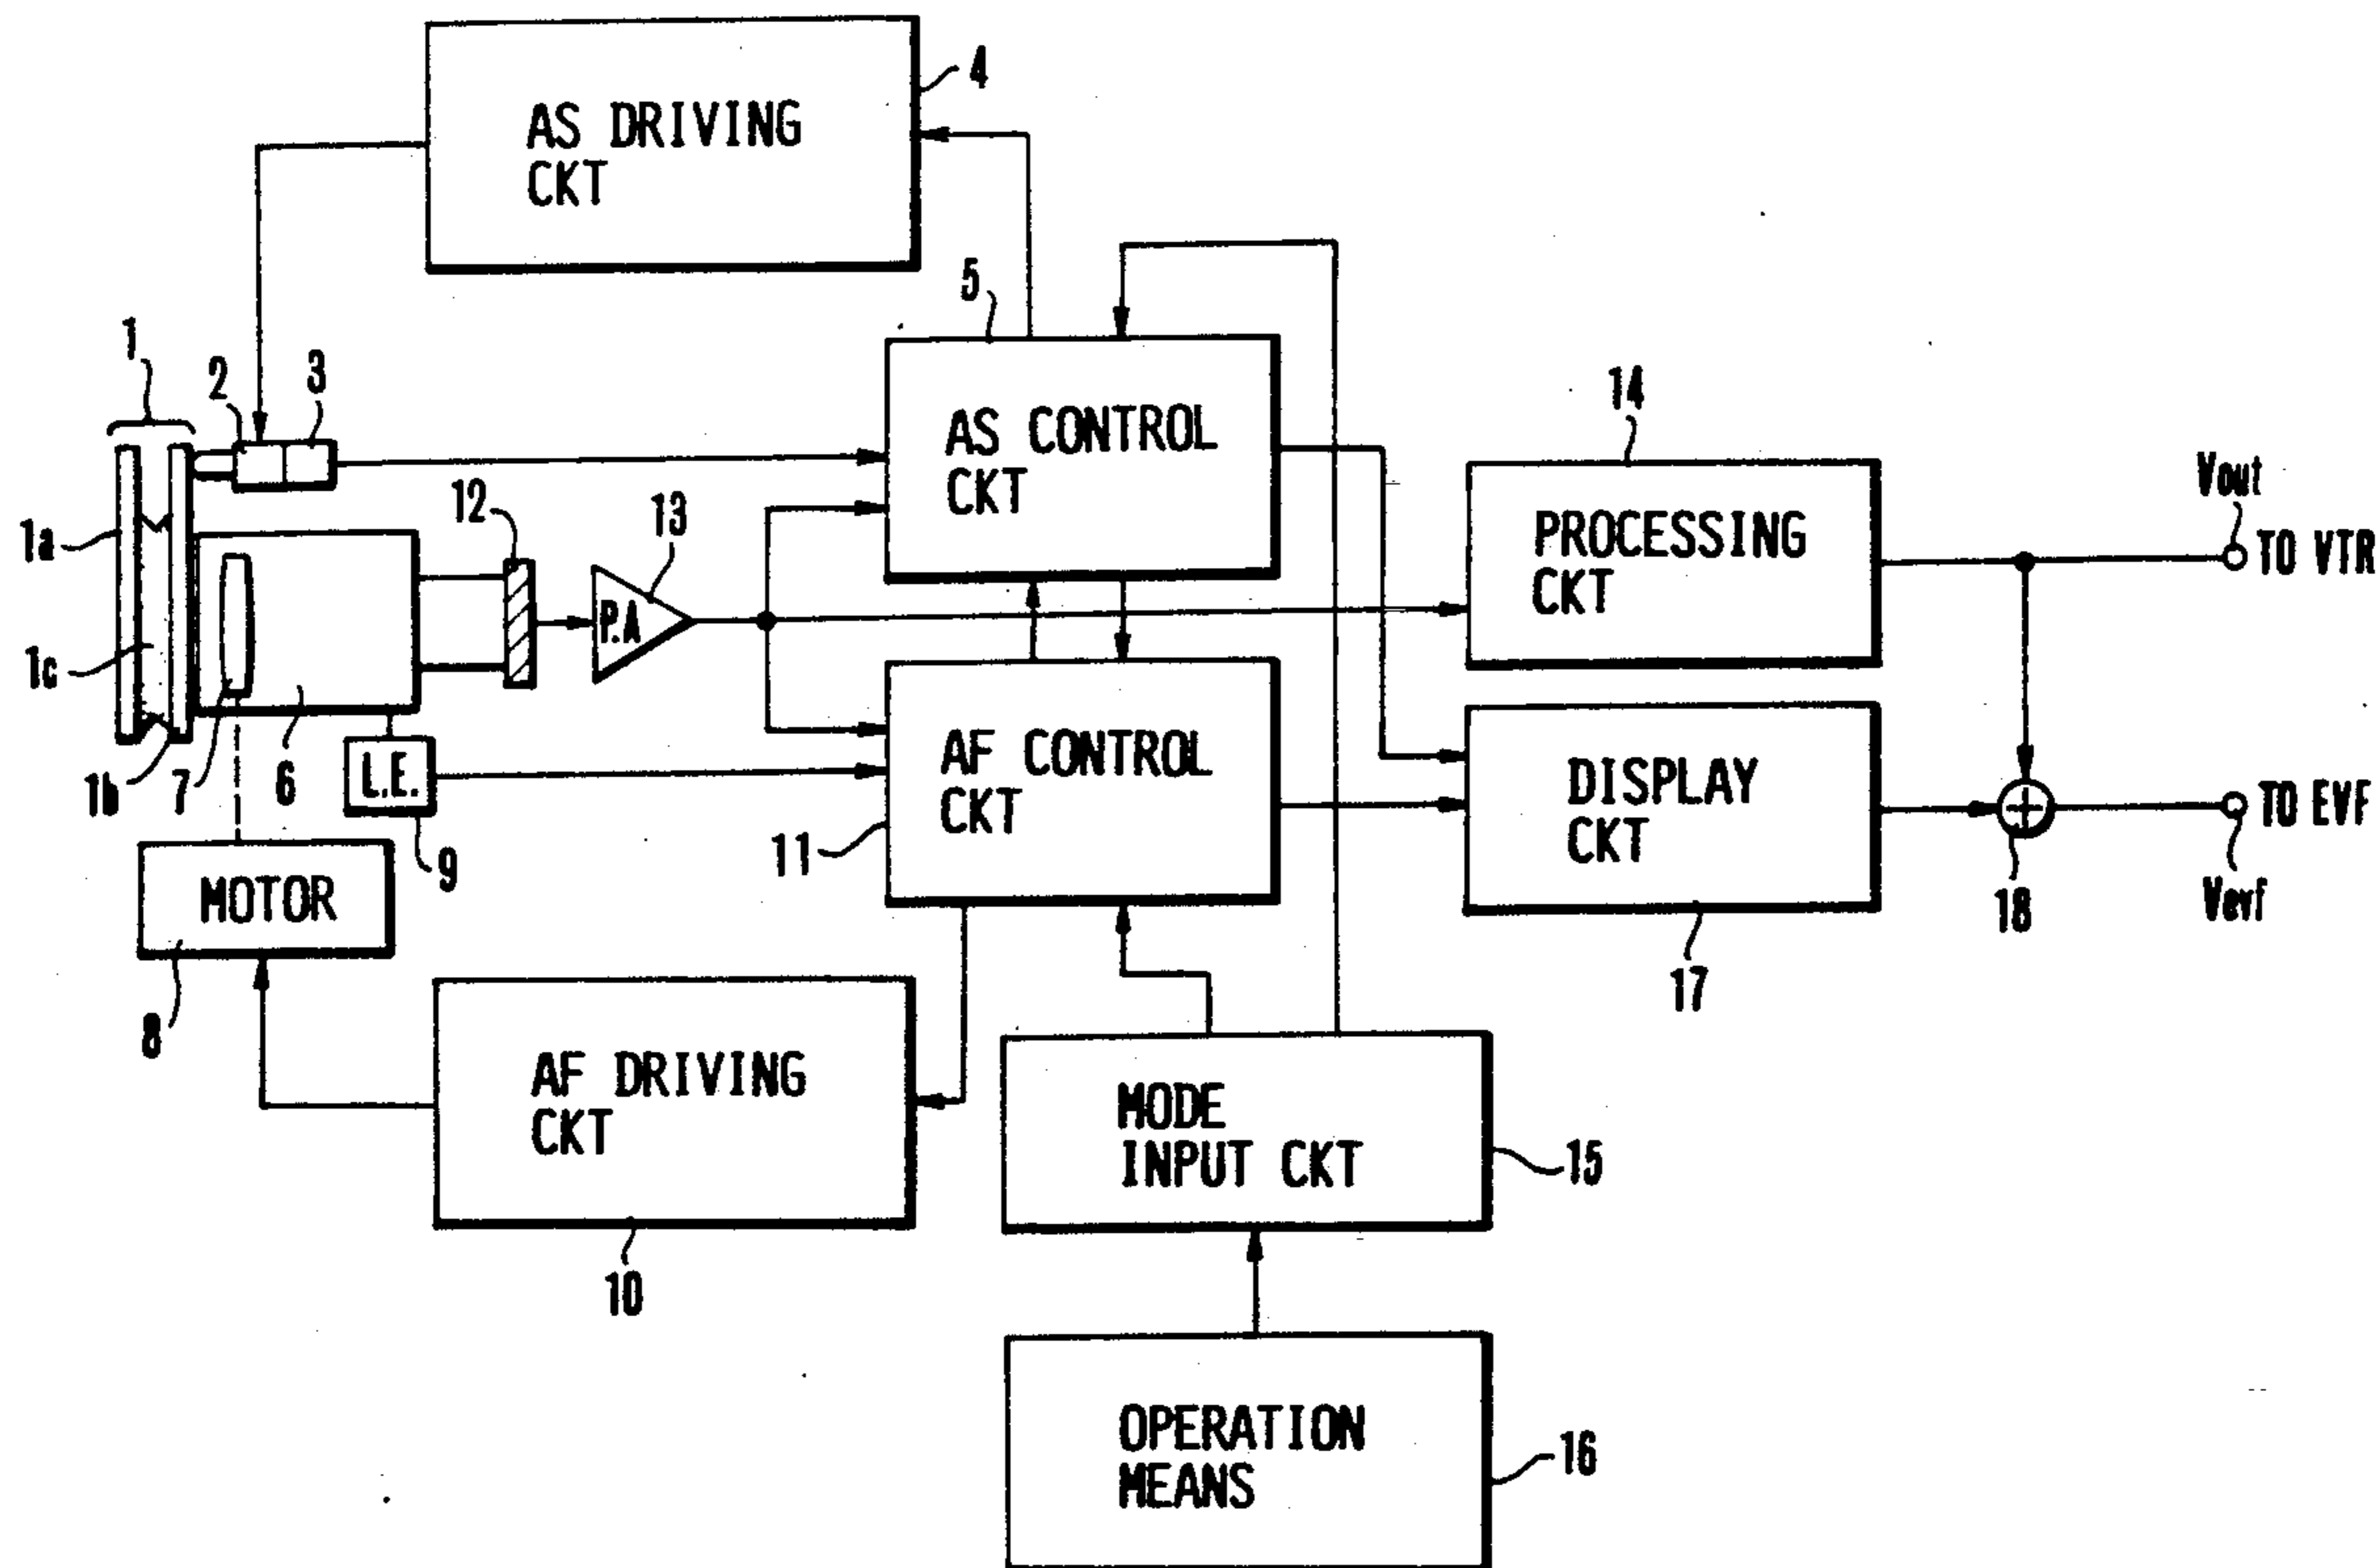 4
AS DRIVING
CKT
5
1
2
3
14
AS CONTROL
CKT
Vout
12
13
1a
PROCESSING
CKT
TO VTR
P.A
1c
AF CONTROL
CKT
DISPLAY
CKT
1b
7
6
L.E.
TO EVF
11
9
18
Vevf
MOTOR
17
8
AF DRIVING
CKT
MODE
INPUT CKT
15
10
OPERATION
MEANS
16